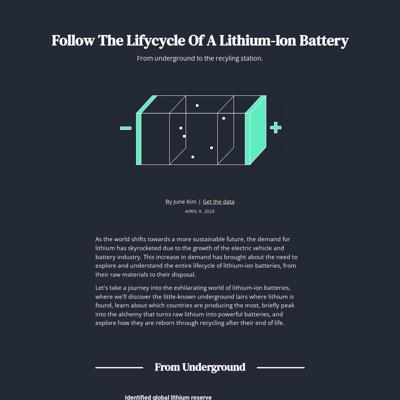 Follow The Lifycycle Of A Lithium-Ion Battery
From underground to the recyling station.
By June Kim | Get the data
APRIL 9, 2023
As the world shifts towards a more sustainable future, the demand for
lithium has skyrocketed due to the growth of the electric vehicle and
battery industry. This increase in demand has brought about the need to
explore and understand the entire lifecycle of lithium-ion batteries, from
their raw materials to their disposal.
Let's take a journey into the exhilarating world of lithium-ion batteries,
where we'll discover the little-known underground lairs where lithium is
found, learn about which countries are producing the most, briefly peak
into the alchemy that turns raw lithium into powerful batteries, and
explore how they are reborn through recycling after their end of life.
From Underground
Identified global lithium reserve